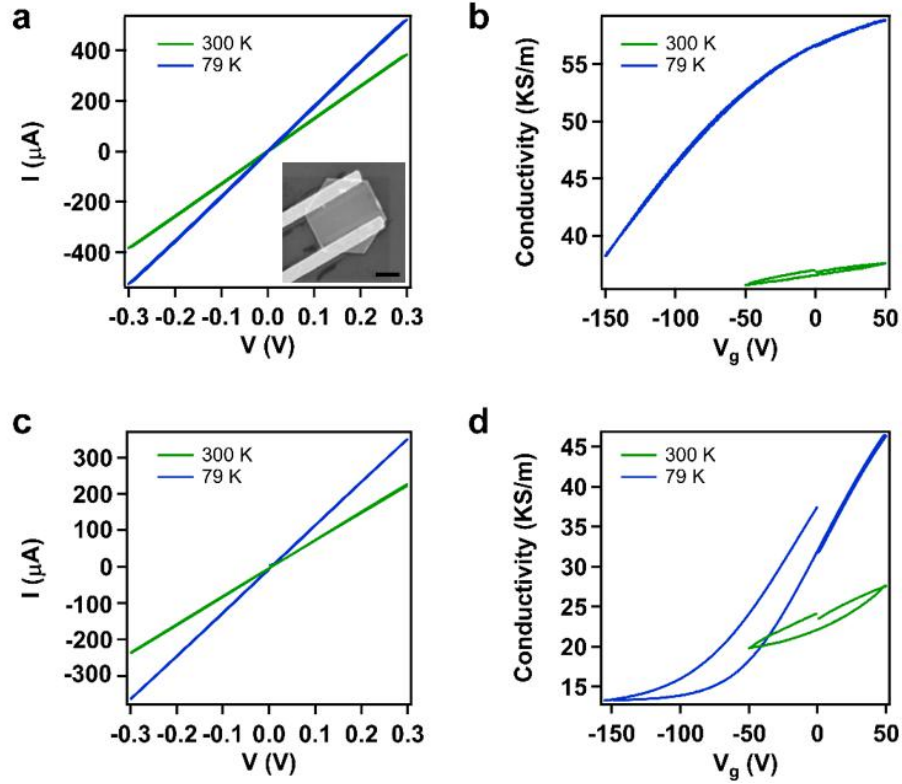 a
300 K
79 K
I (μA)
400
200
0
-200
-400
-0.3 -0.2 -0.1 0.0 0.1 0.2 0.3
V (V)
b
300 K
79 K
Conductivity (KS/m)
55
50
45
40
-150 -100 -50 0 50
Vg (V)
c
300 K
79 K
I (μA)
300
200
100
0
-100
-200
-300
-0.3 -0.2 -0.1 0.0 0.1 0.2 0.3
V (V)
d
300 K
79 K
Conductivity (KS/m)
45
40
35
30
25
20
15
-150 -100 -50 0 50
Vg (V)